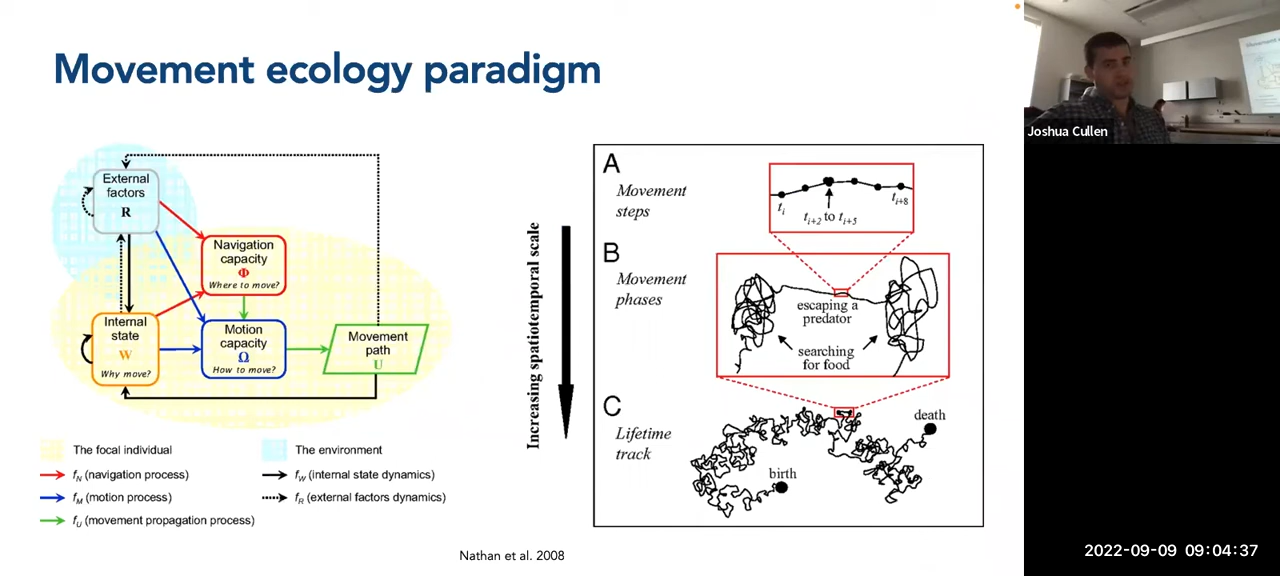 Movement ecology paradigm
External
factors
R
Navigation
capacity
Φ
Where to move?
Internal
state
W
Why move?
Motion
capacity
Ω
How to move?
Movement
path
U
The focal individual
The environment
fN (navigation process)
fW (internal state dynamics)
fM (motion process)
fR (external factors dynamics)
fU (movement propagation process)
Increasing spatiotemporal scale
A
Movement
steps
ti
ti+2 to ti+5
ti+8
B
Movement
phases
escaping a
predator
searching
for food
C
Lifetime
track
birth
death
Nathan et al. 2008
Joshua Cullen
2022-09-09 09:04:37